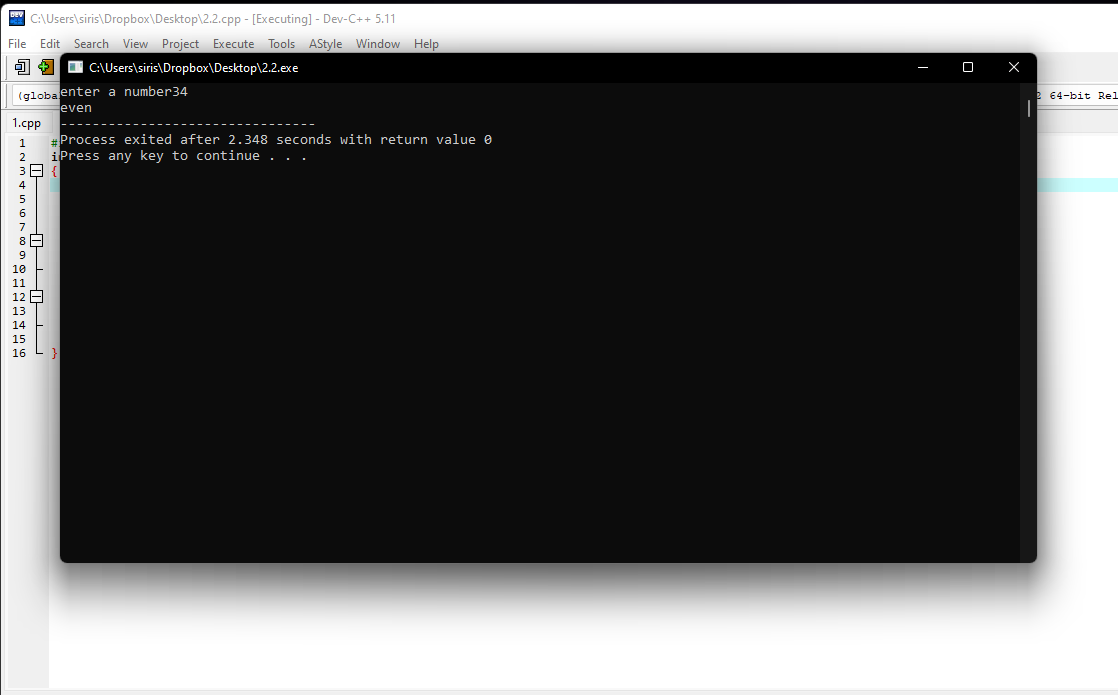 C:\Users\siris\Dropbox\Desktop\2.2.cpp - [Executing] - Dev-C++ 5.11
File Edit Search View Project Execute Tools AStyle Window Help
C:\Users\siris\Dropbox\Desktop\2.2.exe
(globa
64-bit Rel
1.cpp
enter a number34
even
--------------------------------
Process exited after 2.348 seconds with return value 0
Press any key to continue . . .
1 #
2 i
3 {
4
5
6
7
8
9
10
11
12
13
14
15
16 }